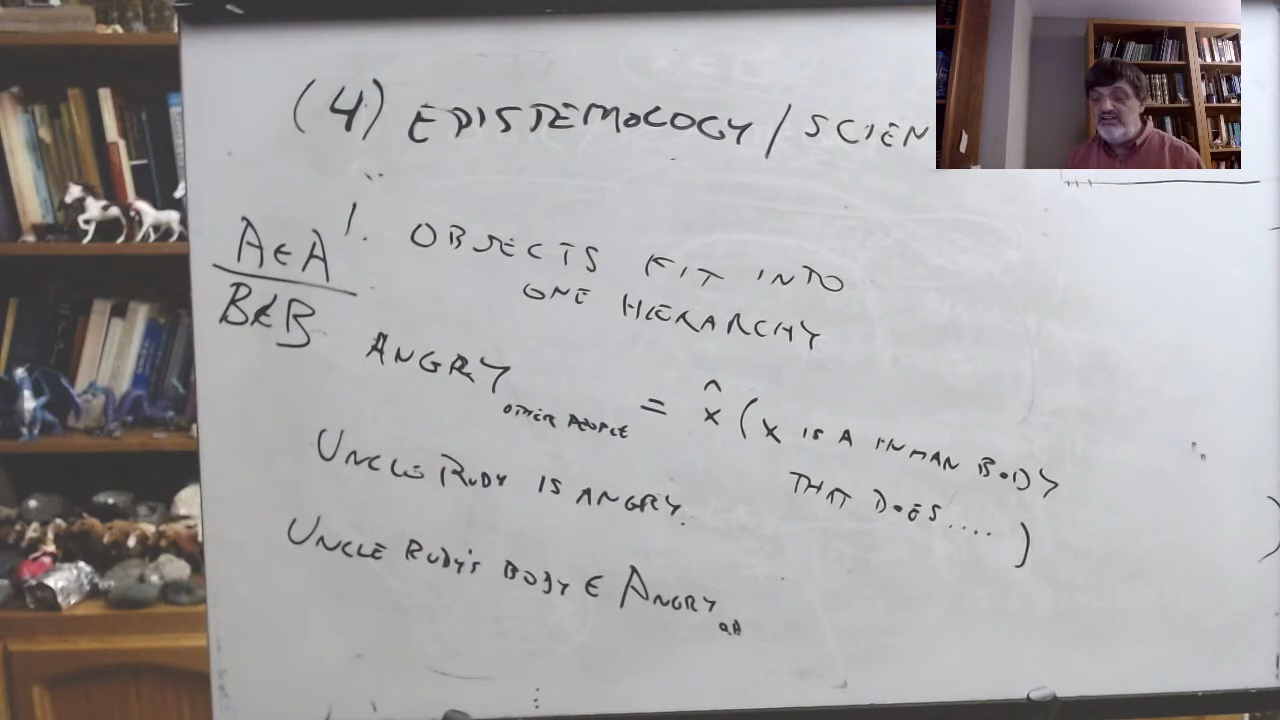 (4) EPISTEMOLOGY / SCIEN
1. OBJECTS FIT INTO
ONE HIERARCHY
A ∈ A
B ∉ B
ANGRY OTHER PEOPLE = x̂ (x IS A HUMAN BODY
THAT DOES .... )
UNCLE RUDY IS ANGRY.
UNCLE RUDY'S BODY ∈ ANGRY